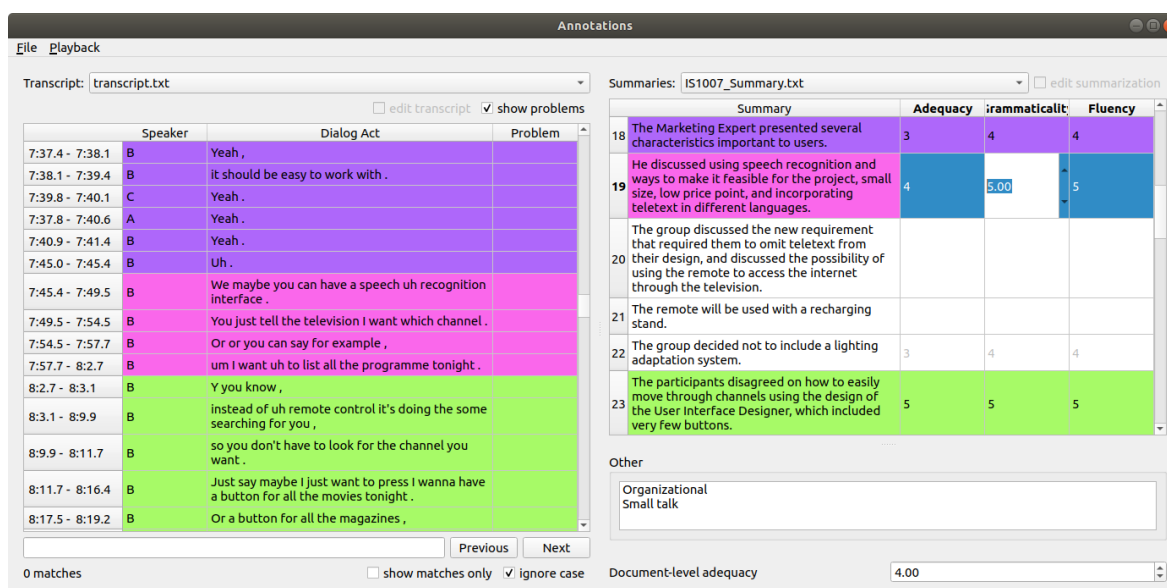 Annotations
File Playback
Transcript: transcript.txt
edit transcript show problems
Speaker Dialog Act Problem
7:37.4 - 7:38.1 B Yeah ,
7:38.1 - 7:39.4 B it should be easy to work with .
7:39.8 - 7:40.1 C Yeah .
7:37.8 - 7:40.6 A Yeah .
7:40.9 - 7:41.4 B Yeah .
7:45.0 - 7:45.4 B Uh .
7:45.4 - 7:49.5 B We maybe you can have a speech uh recognition
interface .
7:49.5 - 7:54.5 B You just tell the television I want which channel .
7:54.5 - 7:57.7 B Or or you can say for example ,
7:57.7 - 8:2.7 B um I want uh to list all the programme tonight .
8:2.7 - 8:3.1 B Y you know ,
8:3.1 - 8:9.9 B instead of uh remote control it's doing the some
searching for you ,
8:9.9 - 8:11.7 B so you don't have to look for the channel you
want .
8:11.7 - 8:16.4 B Just say maybe I just want to press I wanna have
a button for all the movies tonight .
8:17.5 - 8:19.2 B Or a button for all the magazines ,
Previous Next
0 matches show matches only ignore case
Summaries: IS1007_Summary.txt edit summarization
Summary Adequacy Grammaticality Fluency
18 The Marketing Expert presented several
characteristics important to users. 3 4 4
19 He discussed using speech recognition and
ways to make it feasible for the project, small
size, low price point, and incorporating
teletext in different languages. 4 5.00 5
20 The group discussed the new requirement
that required them to omit teletext from
their design, and discussed the possibility of
using the remote to access the internet
through the television.
21 The remote will be used with a recharging
stand.
22 The group decided not to include a lighting
adaptation system. 3 4 4
23 The participants disagreed on how to easily
move through channels using the design of
the User Interface Designer, which included
very few buttons. 5 5 5
Other
Organizational
Small talk
Document-level adequacy 4.00